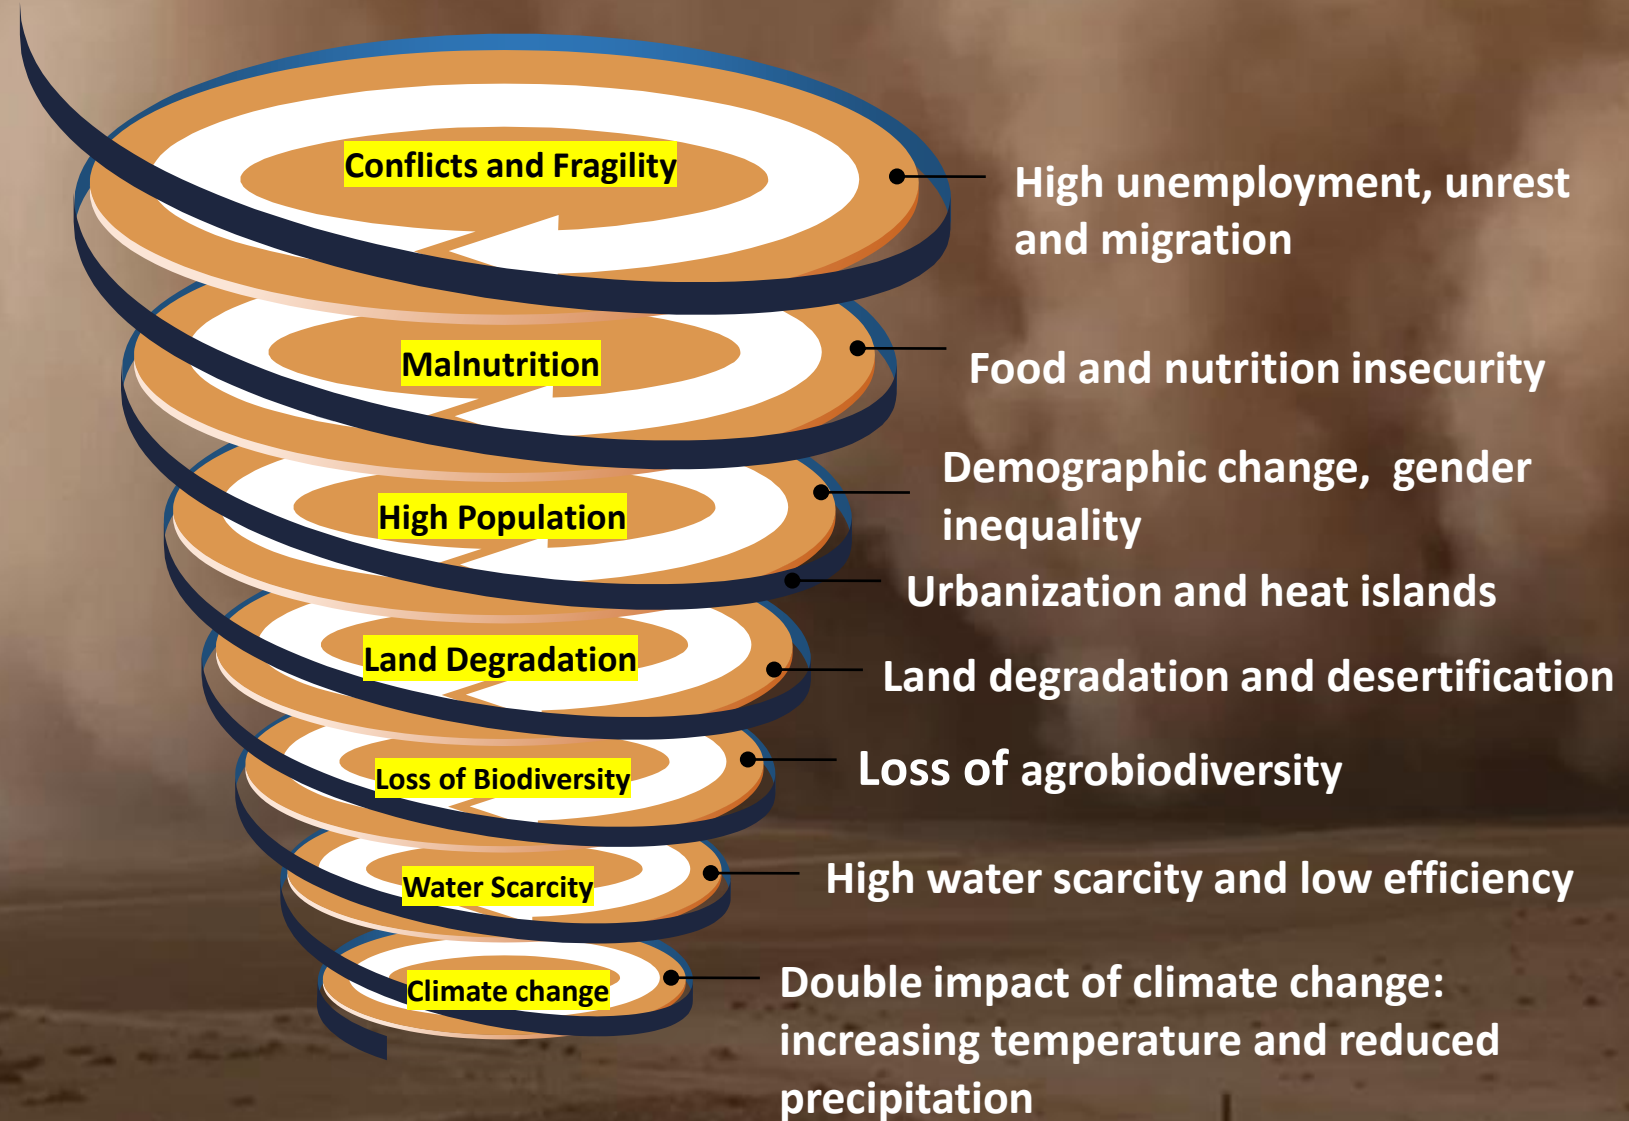 Conflicts and Fragility
High unemployment, unrest
and migration
Malnutrition
Food and nutrition insecurity
High Population
Demographic change,  gender
inequality
Urbanization and heat islands
Land Degradation
Land degradation and desertification
Loss of Biodiversity
Loss of agrobiodiversity
Water Scarcity
High water scarcity and low efficiency
Climate change
Double impact of climate change:
increasing temperature and reduced
precipitation